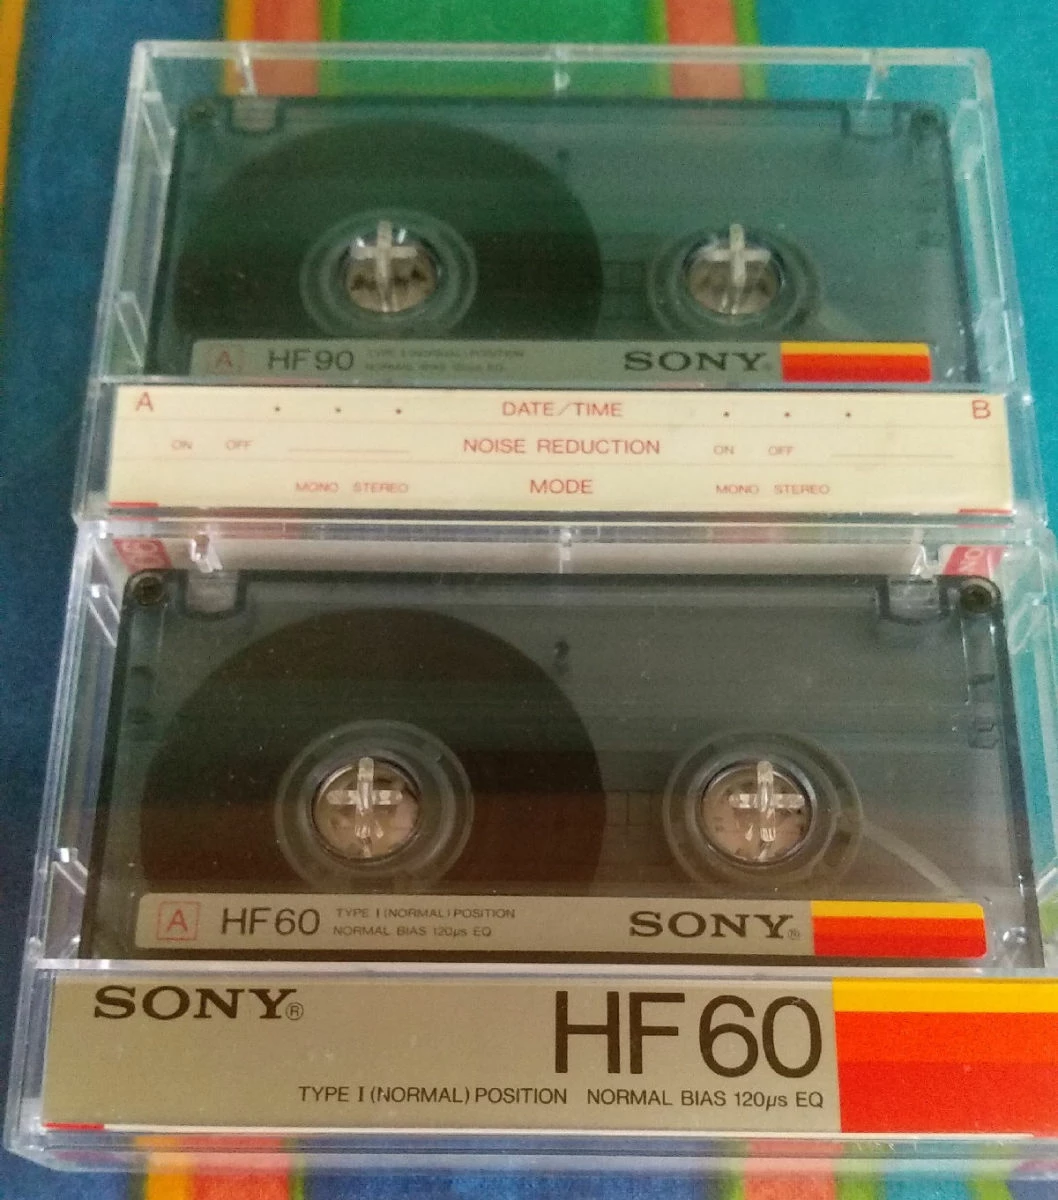 A HF90 TYPE I (NORMAL) POSITION SONY
NORMAL BIAS 120µs EQ
A DATE/TIME B
ON OFF NOISE REDUCTION ON OFF
MONO STEREO MODE MONO STEREO
A HF60 TYPE I (NORMAL) POSITION SONY®
NORMAL BIAS 120µs EQ
SONY® HF60
TYPE I (NORMAL) POSITION NORMAL BIAS 120µs EQ